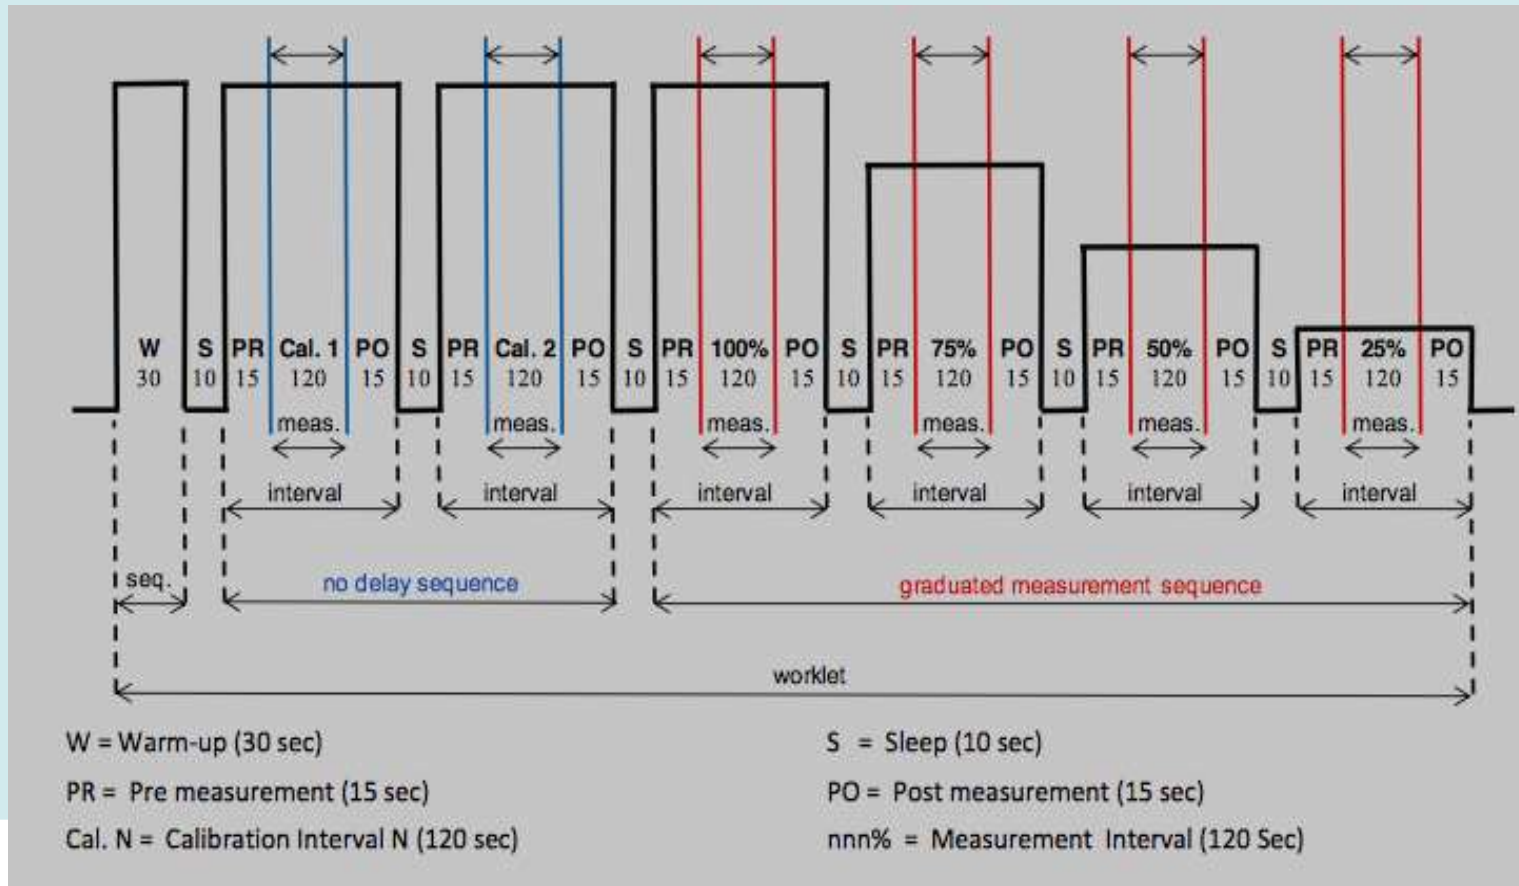 W S PR Cal. 1 PO S PR Cal. 2 PO S PR 100% PO S PR 75% PO S PR 50% PO S PR 25% PO
30 10 15 120 15 10 15 120 15 10 15 120 15 10 15 120 15 10 15 120 15 10 15 120 15
meas. meas. meas. meas. meas. meas.
interval interval interval interval interval interval
seq. no delay sequence graduated measurement sequence
worklet
W = Warm-up (30 sec) S = Sleep (10 sec)
PR = Pre measurement (15 sec) PO = Post measurement (15 sec)
Cal. N = Calibration Interval N (120 sec) nnn% = Measurement Interval (120 Sec)